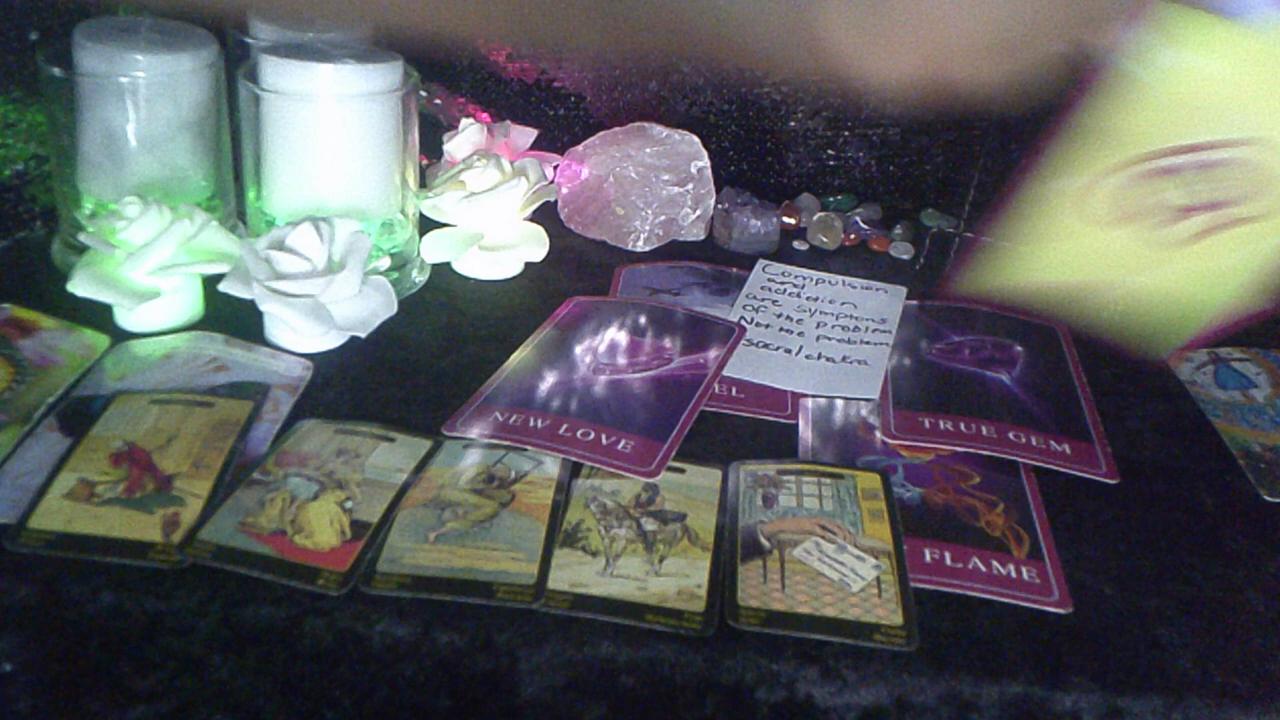 Compulsion
and
addiction
are symptoms
of the problem
Not the problem
sacral chakra
EL
NEW LOVE
TRUE GEM
FLAME